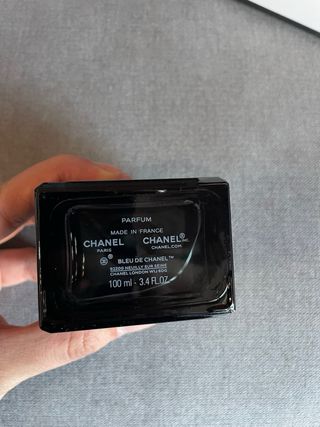 PARFUM
MADE IN FRANCE
CHANEL CHANEL® INC.
PARIS CHANEL.COM
®
BLEU DE CHANEL™
92200 NEUILLY SUR SEINE
CHANEL LONDON W1J 6DG
100 ml - 3.4 FL.OZ